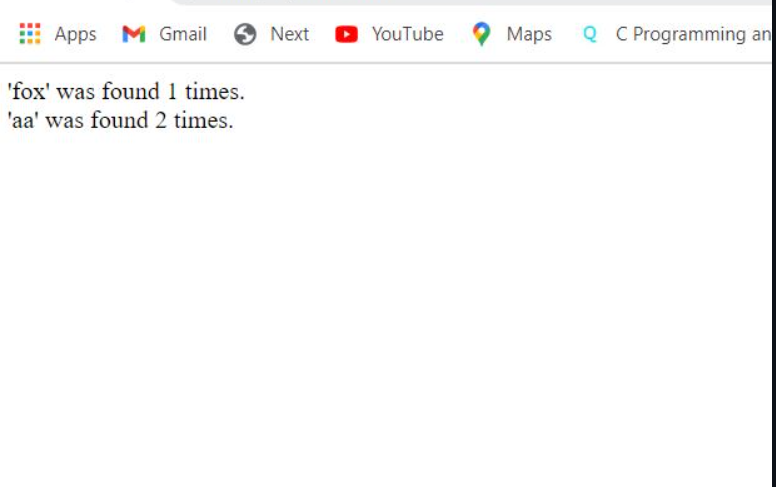 Apps Gmail Next YouTube Maps Q C Programming an
'fox' was found 1 times.
'aa' was found 2 times.